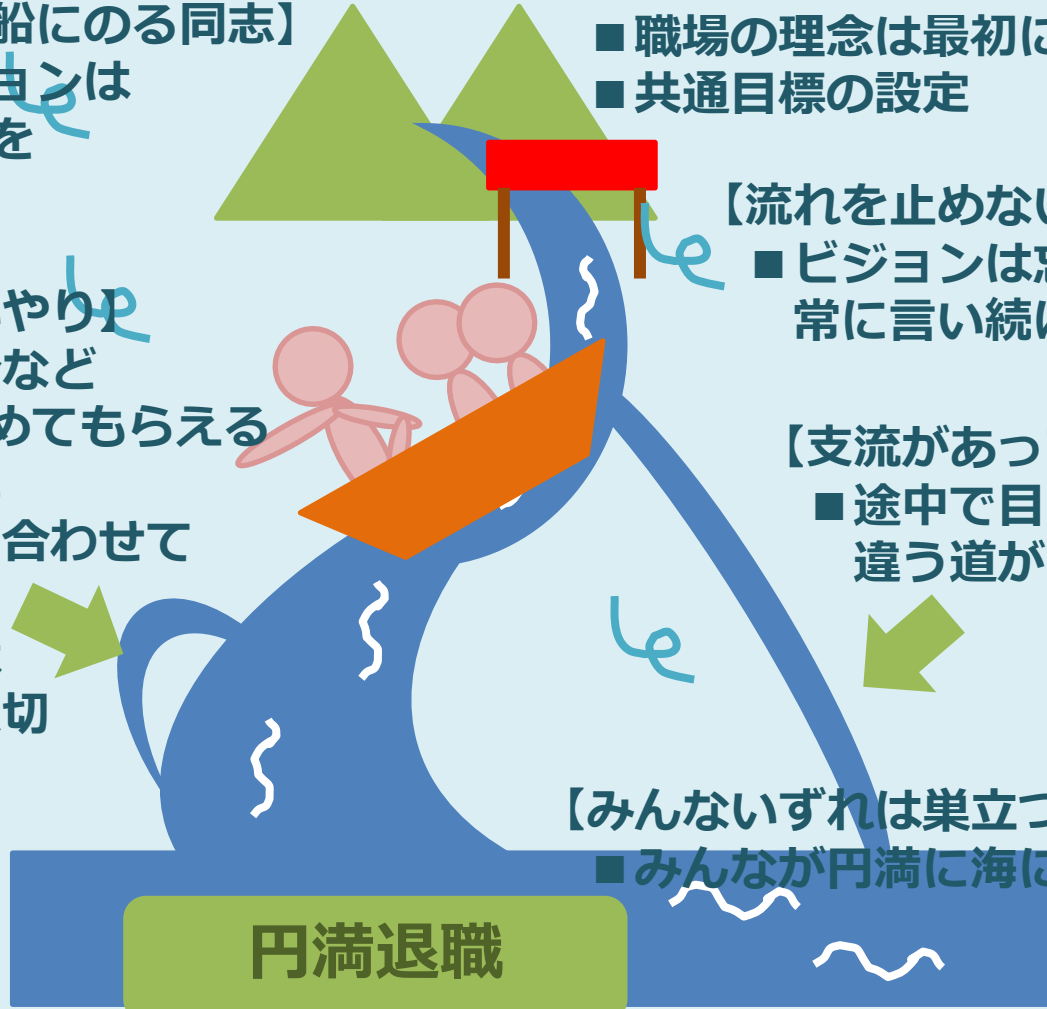 船にのる同志】
ョンは
を
やり】
など
めてもらえる
合わせて
切
■職場の理念は最初に
■共通目標の設定
【流れを止めない
■ビジョンは忘
常に言い続け
【支流があっ
■途中で目
違う道が
【みんないずれは巣立つ
■みんなが円満に海に
円満退職